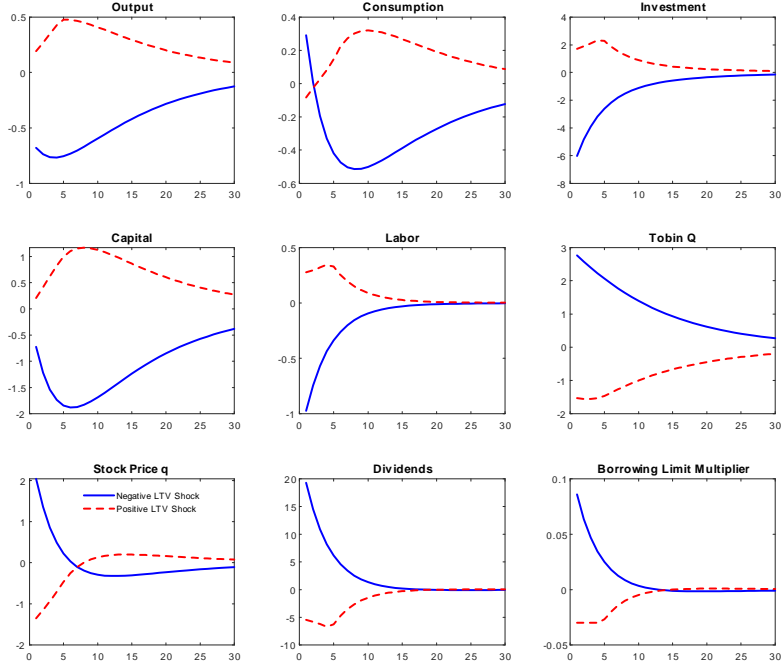 Output Consumption Investment
0.5 0.4 4
0.2 2
0 0 0
-2
-0.5 -0.2 -4
-0.4 -6
-1 -0.6 -8
0 5 10 15 20 25 30 0 5 10 15 20 25 30 0 5 10 15 20 25 30
Capital Labor Tobin Q
1 0.5 3
0.5 2
0 0 1
-0.5 0
-1 -0.5 -1
-1.5
-2 -1 -2
0 5 10 15 20 25 30 0 5 10 15 20 25 30 0 5 10 15 20 25 30
Stock Price q Dividends Borrowing Limit Multiplier
2 20 0.1
Negative LTV Shock 15
Positive LTV Shock
1 10 0.05
5
0 0 0
-1 -5
-2 -10 -0.05
0 5 10 15 20 25 30 0 5 10 15 20 25 30 0 5 10 15 20 25 30